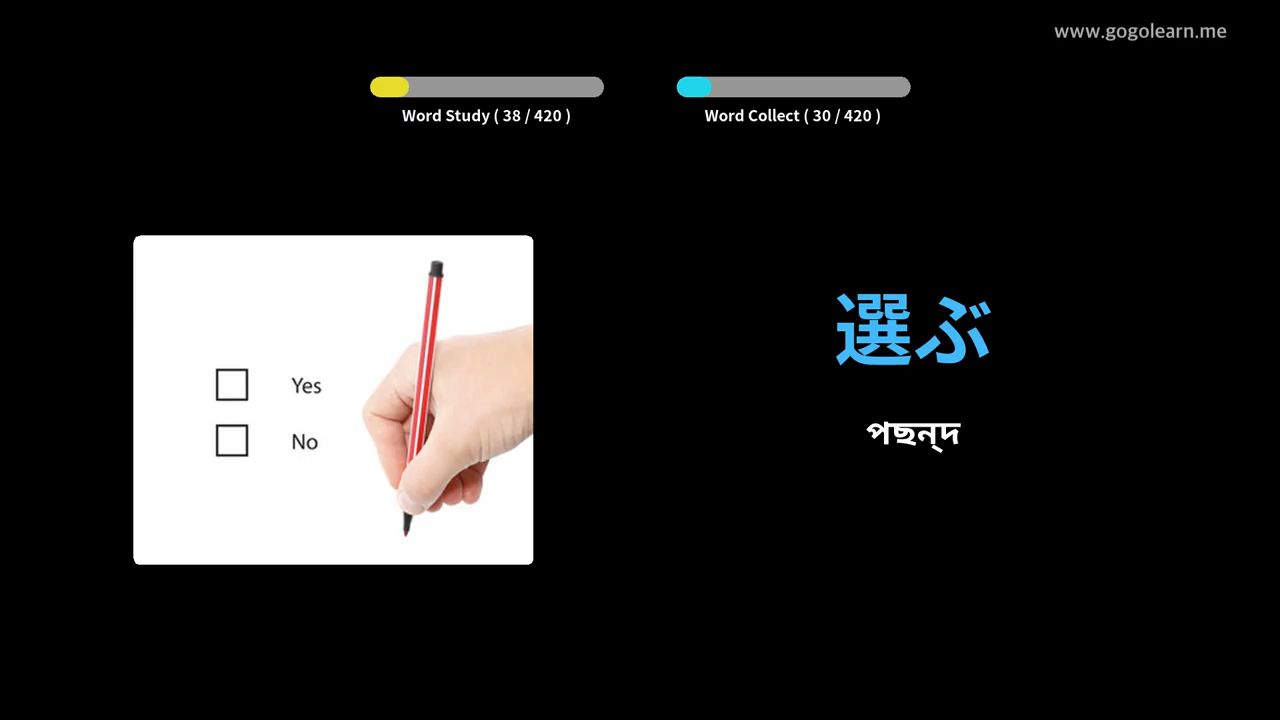 www.gogolearn.me
Word Study ( 38 / 420 )
Word Collect ( 30 / 420 )
Yes
No
選ぶ
পছন্দ